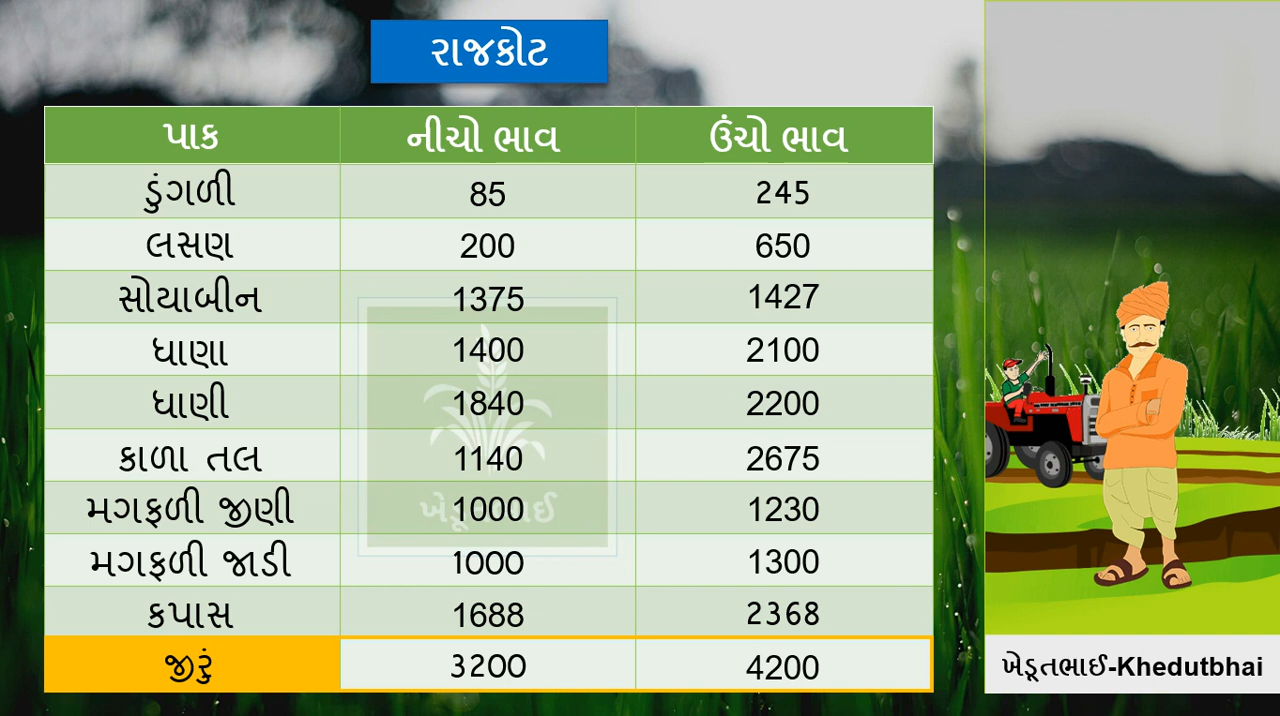 રાજકોટ
પાક નીચો ભાવ ઉંચો ભાવ
ડુંગળી 85 245
લસણ 200 650
સોયાબીન 1375 1427
ધાણા 1400 2100
ધાણી 1840 2200
કાળા તલ 1140 2675
મગફળી જીણી 1000 1230
મગફળી જાડી 1000 1300
કપાસ 1688 2368
જીરું 3200 4200
ખેડૂતભાઈ-Khedutbhai